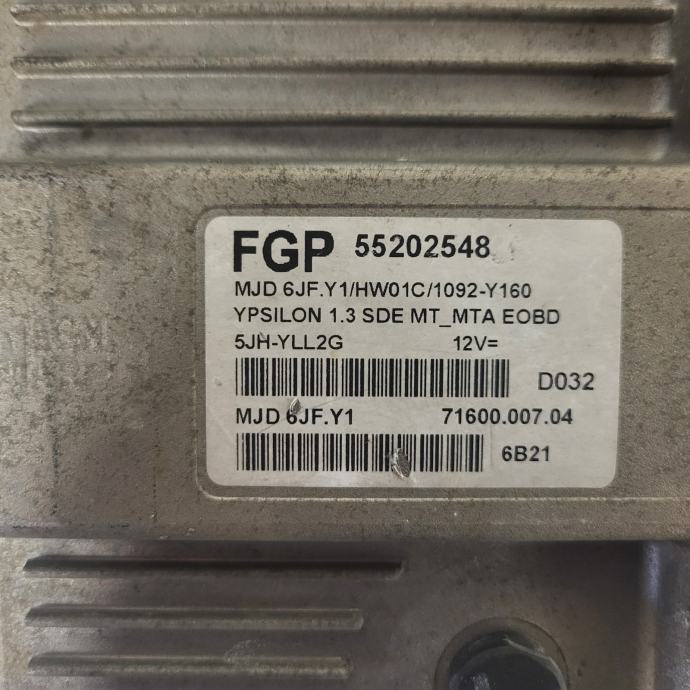 FGP 55202548
MJD 6JF.Y1/HW01C/1092-Y160
YPSILON 1.3 SDE MT_MTA EOBD
5JH-YLL2G 12V=
D032
MJD 6JF.Y1 71600.007.04
6B21